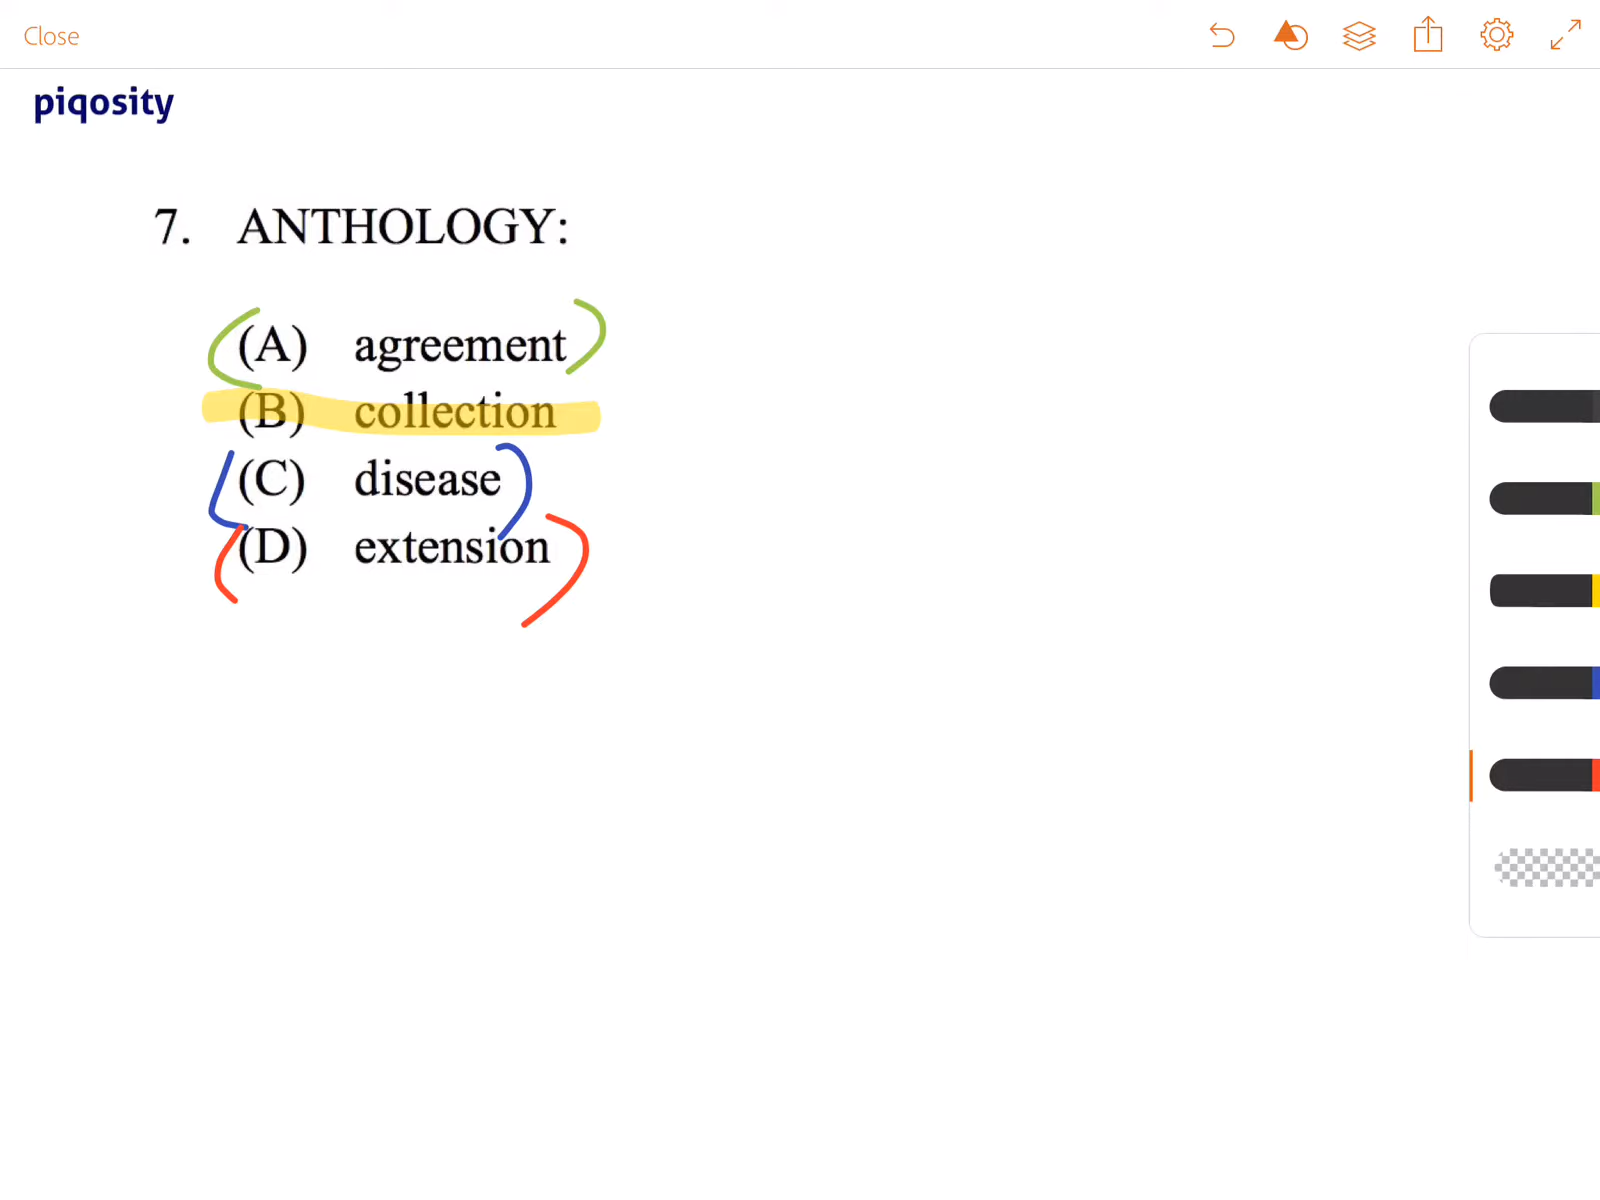 Close
piqosity
7. ANTHOLOGY:
(A) agreement
(B) collection
(C) disease
(D) extension